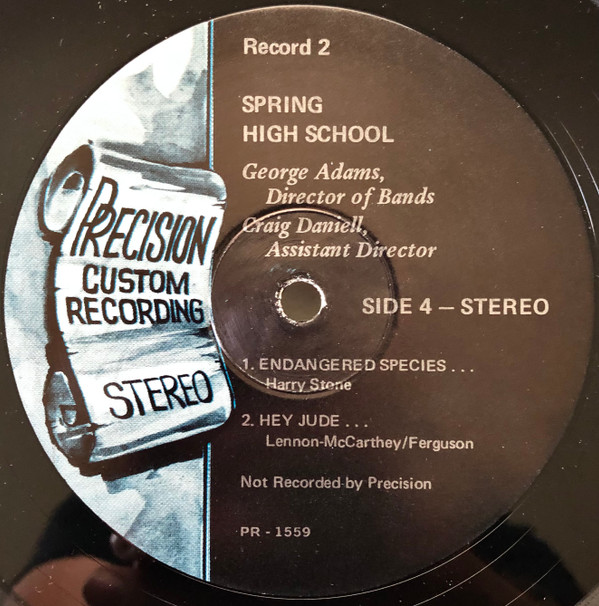 Record 2
SPRING
HIGH SCHOOL
George Adams,
Director of Bands
Craig Daniell,
Assistant Director
PRECISION
CUSTOM
RECORDING
STEREO
SIDE 4 — STEREO
1. ENDANGERED SPECIES . . .
Harry Stone
2. HEY JUDE . . .
Lennon-McCarthey/Ferguson
Not Recorded by Precision
PR - 1559